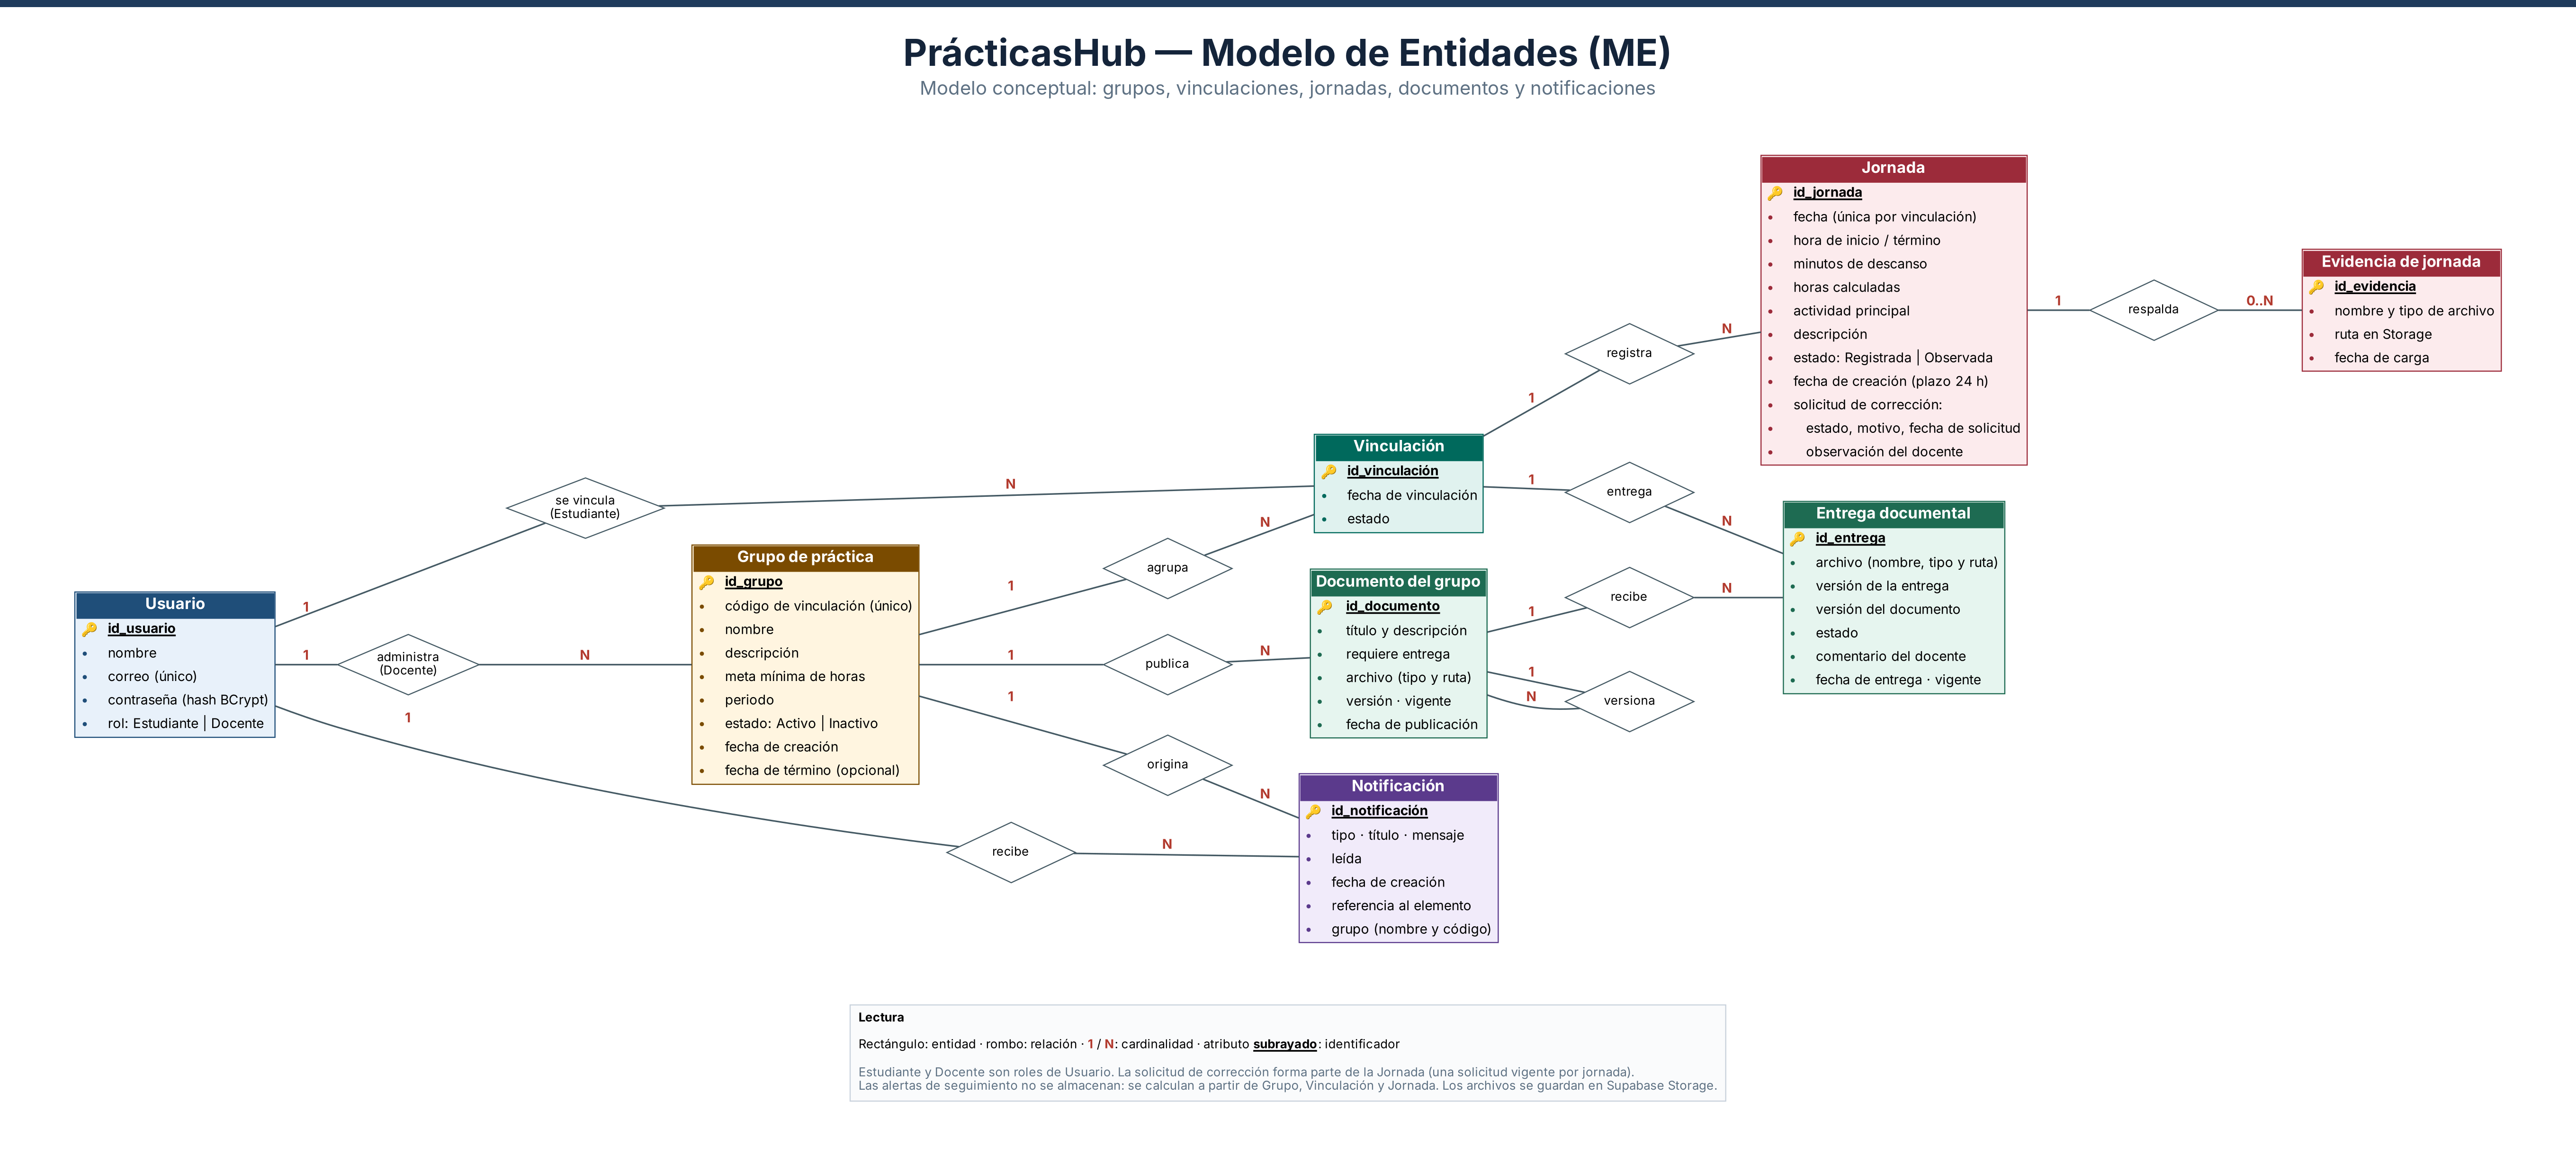 PrácticasHub — Modelo de Entidades (ME)
Modelo conceptual: grupos, vinculaciones, jornadas, documentos y notificaciones
Jornada
id_jornada
• fecha (única por vinculación)
• hora de inicio / término
• minutos de descanso
• horas calculadas
• actividad principal
• descripción
• estado: Registrada | Observada
• fecha de creación (plazo 24 h)
• solicitud de corrección:
• estado, motivo, fecha de solicitud
• observación del docente
1
respalda
0..N
Evidencia de jornada
id_evidencia
• nombre y tipo de archivo
• ruta en Storage
• fecha de carga
registra
N
1
Vinculación
id_vinculación
• fecha de vinculación
• estado
1
entrega
N
Entrega documental
id_entrega
• archivo (nombre, tipo y ruta)
• versión de la entrega
• versión del documento
• estado
• comentario del docente
• fecha de entrega · vigente
se vincula
(Estudiante)
N
1
Usuario
id_usuario
• nombre
• correo (único)
• contraseña (hash BCrypt)
• rol: Estudiante | Docente
1
administra
(Docente)
N
1
Grupo de práctica
id_grupo
• código de vinculación (único)
• nombre
• descripción
• meta mínima de horas
• periodo
• estado: Activo | Inactivo
• fecha de creación
• fecha de término (opcional)
1
agrupa
N
1
publica
N
1
origina
N
Documento del grupo
id_documento
• título y descripción
• requiere entrega
• archivo (tipo y ruta)
• versión · vigente
• fecha de publicación
1
recibe
N
1
N
versiona
recibe
N
Notificación
id_notificación
• tipo · título · mensaje
• leída
• fecha de creación
• referencia al elemento
• grupo (nombre y código)
Lectura
Rectángulo: entidad · rombo: relación · 1 / N: cardinalidad · atributo subrayado: identificador
Estudiante y Docente son roles de Usuario. La solicitud de corrección forma parte de la Jornada (una solicitud vigente por jornada).
Las alertas de seguimiento no se almacenan: se calculan a partir de Grupo, Vinculación y Jornada. Los archivos se guardan en Supabase Storage.